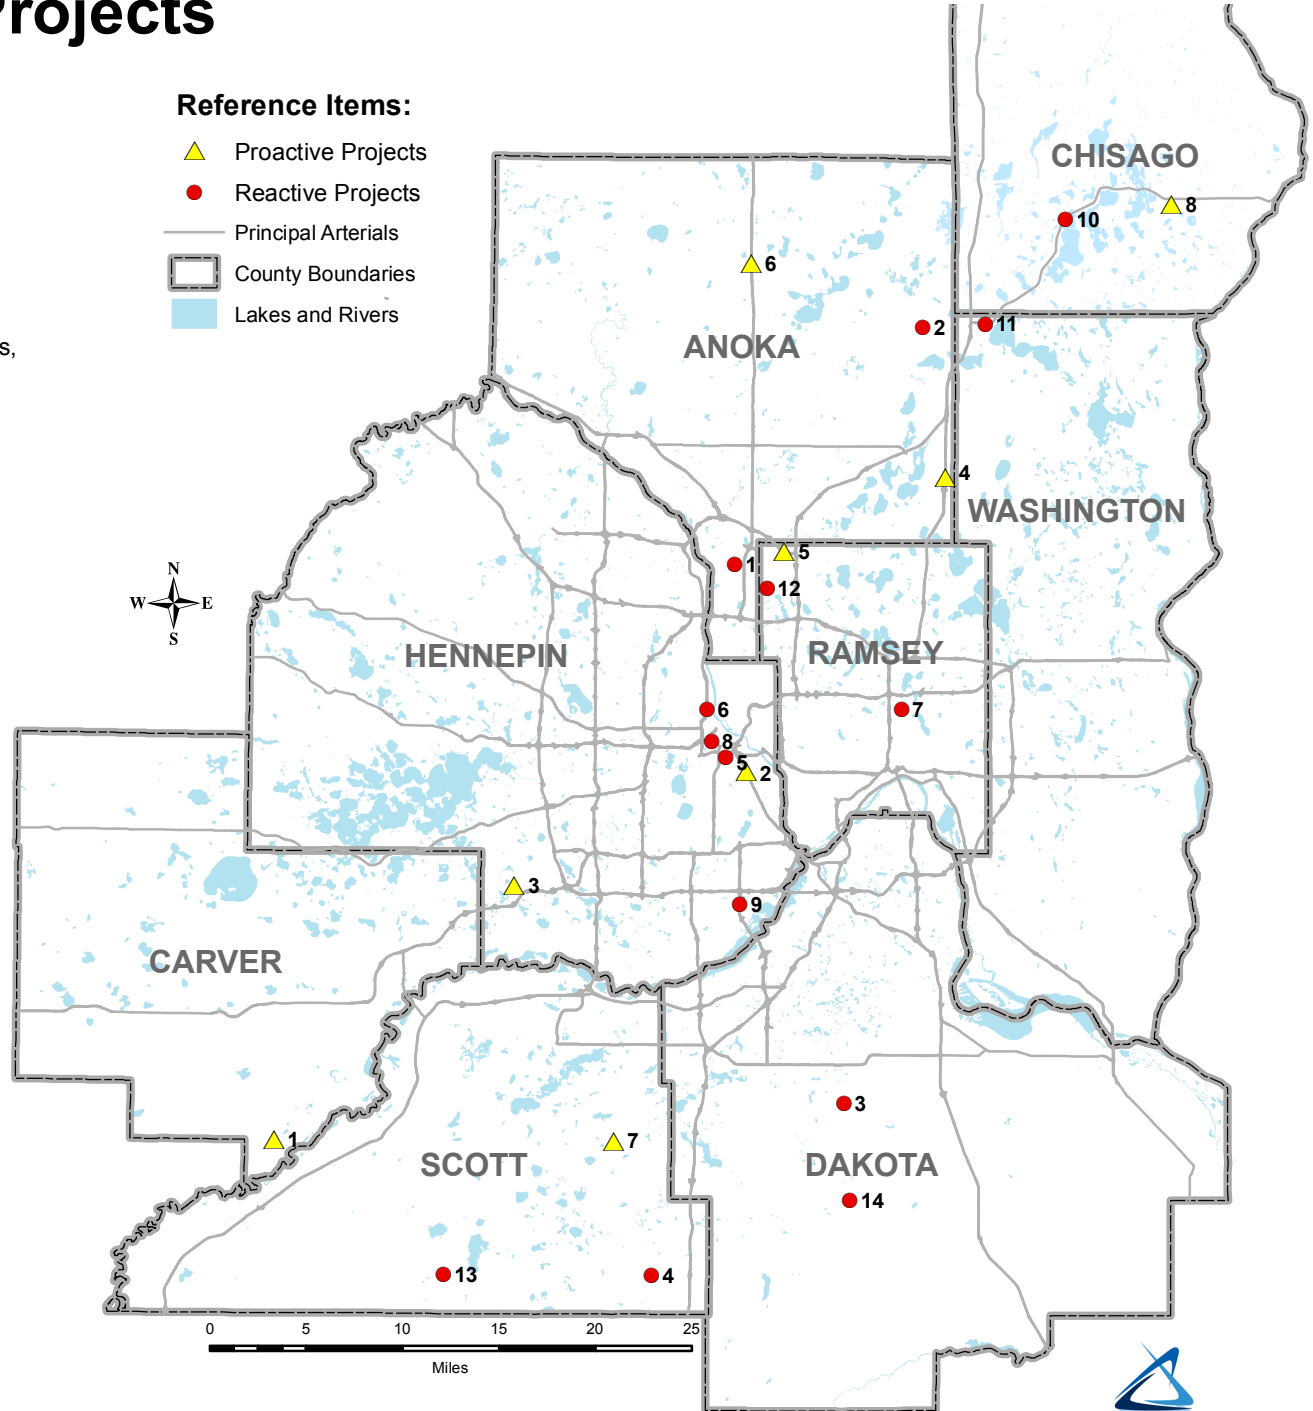 Projects
Reference Items:
Proactive Projects
Reactive Projects
Principal Arterials
County Boundaries
Lakes and Rivers
s,
CHISAGO
8
10
6
2
11
ANOKA
4
WASHINGTON
5
1
12
N
W E
S
HENNEPIN
RAMSEY
6
7
8
5
2
3
9
CARVER
3
1
7
SCOTT
DAKOTA
14
13
4
0 5 10 15 20 25
Miles